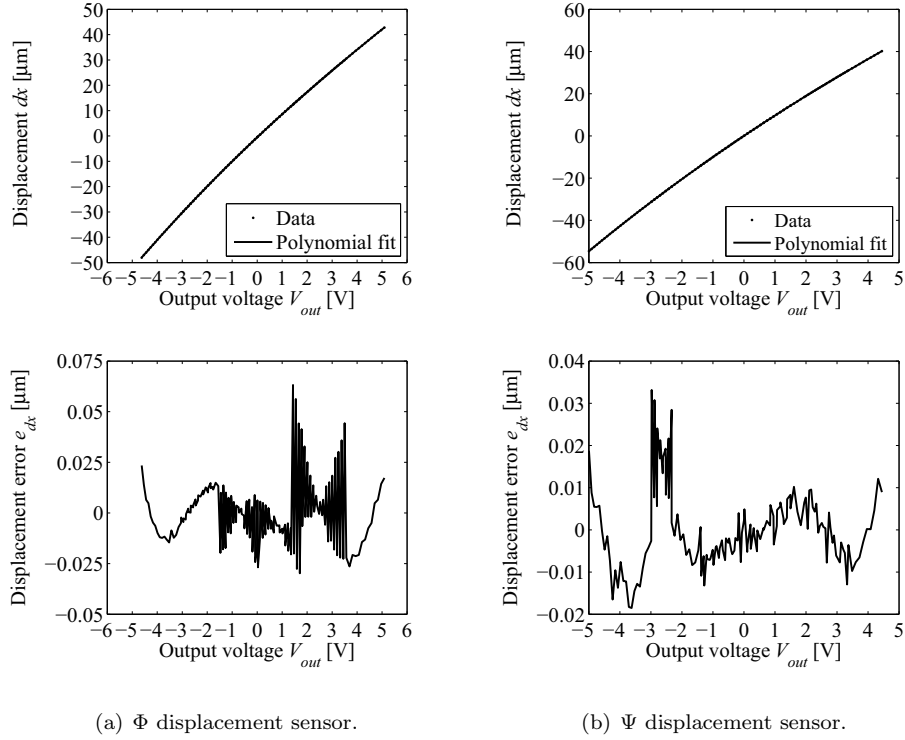 50
40
30
20
10
0
−10
−20
−30
−40
−50
−6 −5 −4 −3 −2 −1 0 1 2 3 4 5 6
Displacement dx [μm]
Output voltage V_out [V]
Data
Polynomial fit
60
40
20
0
−20
−40
−60
−5 −4 −3 −2 −1 0 1 2 3 4 5
Displacement dx [μm]
Output voltage V_out [V]
Data
Polynomial fit
0.075
0.05
0.025
0
−0.025
−0.05
−6 −5 −4 −3 −2 −1 0 1 2 3 4 5 6
Displacement error e_dx [μm]
Output voltage V_out [V]
0.04
0.03
0.02
0.01
0
−0.01
−0.02
−5 −4 −3 −2 −1 0 1 2 3 4 5
Displacement error e_dx [μm]
Output voltage V_out [V]
(a) Φ displacement sensor.
(b) Ψ displacement sensor.